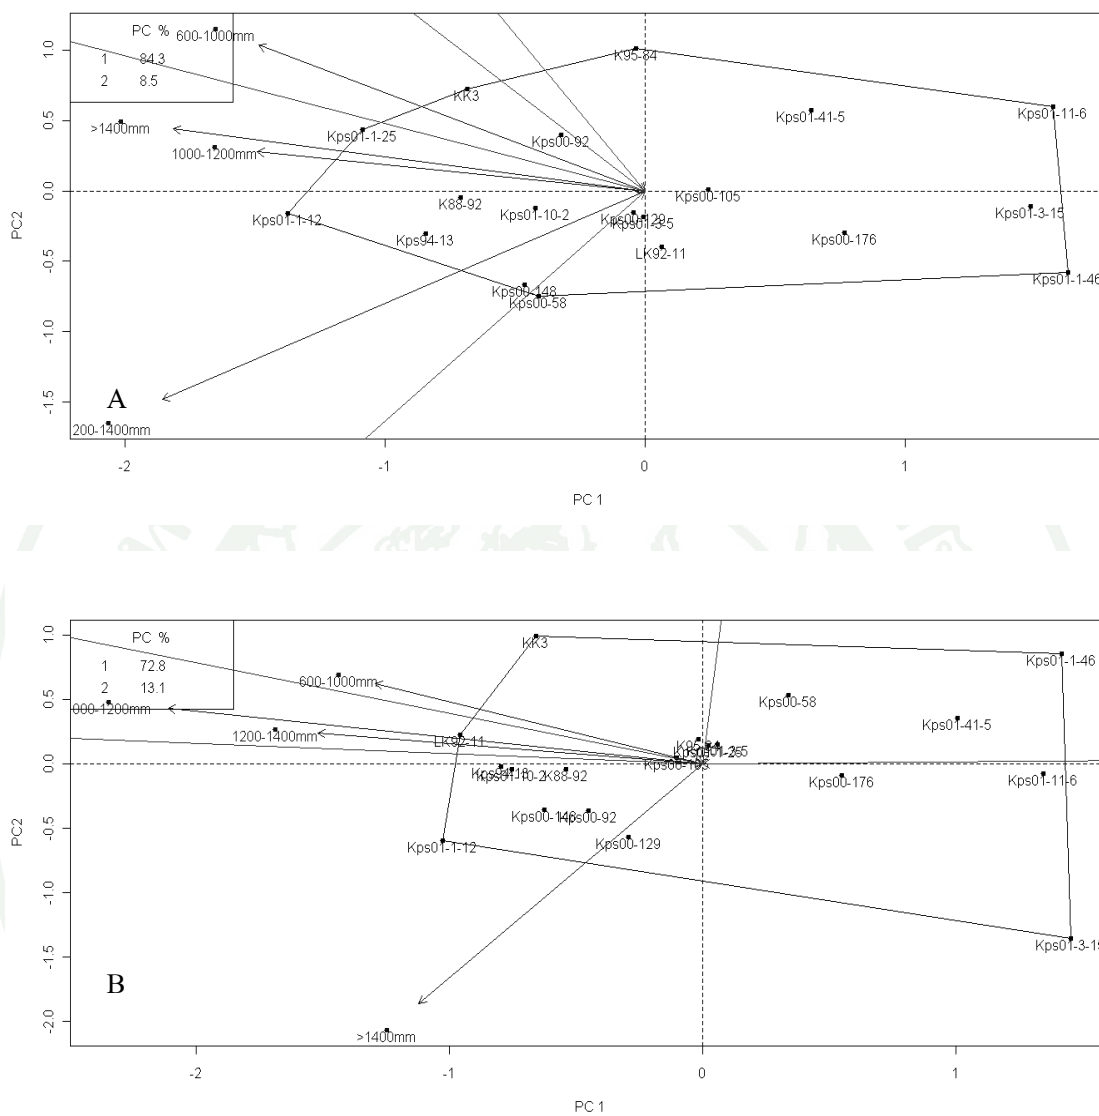 PC %
1 84.3
2 8.5
600-1000mm
K95-84
KK3
Kps01-11-6
Kps01-41-5
>1400mm
Kps01-1-25
Kps00-92
1000-1200mm
Kps00-105
K88-92
Kps01-10-2
Kps01-1-12
Kps00-129
Kps01-3-5
Kps01-3-15
Kps94-13
LK92-11
Kps00-176
Kps00-148
Kps00-58
Kps01-1-46
200-1400mm
A
1.0
0.5
0.0
-0.5
-1.0
-1.5
PC2
-2 -1 0 1
PC 1
PC %
1 72.8
2 13.1
KK3
Kps01-1-46
600-1000mm
Kps00-58
000-1200mm
Kps01-41-5
1200-1400mm
LK92-11
K88-92
Kps00-176
Kps01-11-6
Kps00-92
Kps01-1-12
Kps00-129
Kps01-3-15
>1400mm
B
1.0
0.5
0.0
-0.5
-1.0
-1.5
-2.0
PC2
-2 -1 0 1
PC 1